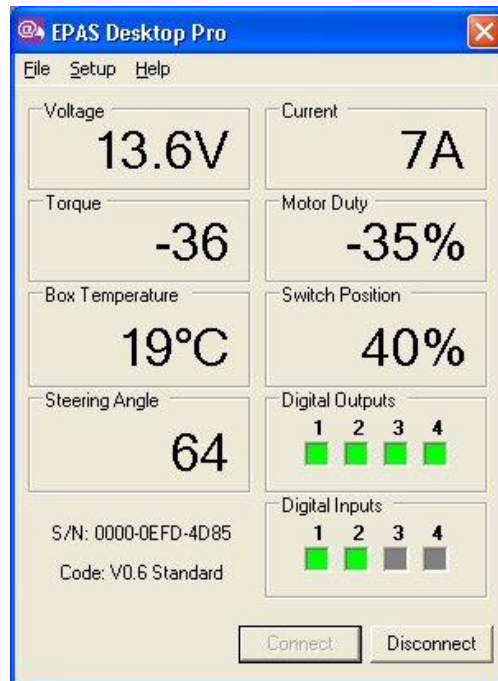 EPAS Desktop Pro
File Setup Help
Voltage
13.6V
Current
7A
Torque
-36
Motor Duty
-35%
Box Temperature
19°C
Switch Position
40%
Steering Angle
64
Digital Outputs
1 2 3 4
Digital Inputs
1 2 3 4
S/N: 0000-0EFD-4D85
Code: V0.6 Standard
Connect Disconnect